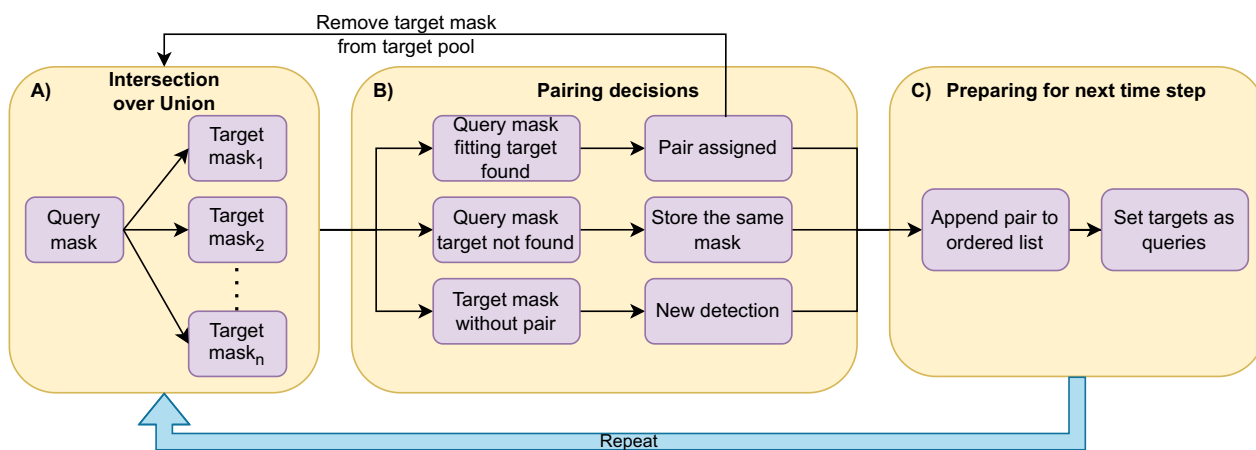 Remove target mask
from target pool
A)
Intersection
over Union
Query
mask
Target
mask1
Target
mask2
Target
maskn
B)
Pairing decisions
Query mask
fitting target
found
Pair assigned
Query mask
target not found
Store the same
mask
Target mask
without pair
New detection
C)
Preparing for next time step
Append pair to
ordered list
Set targets as
queries
Repeat